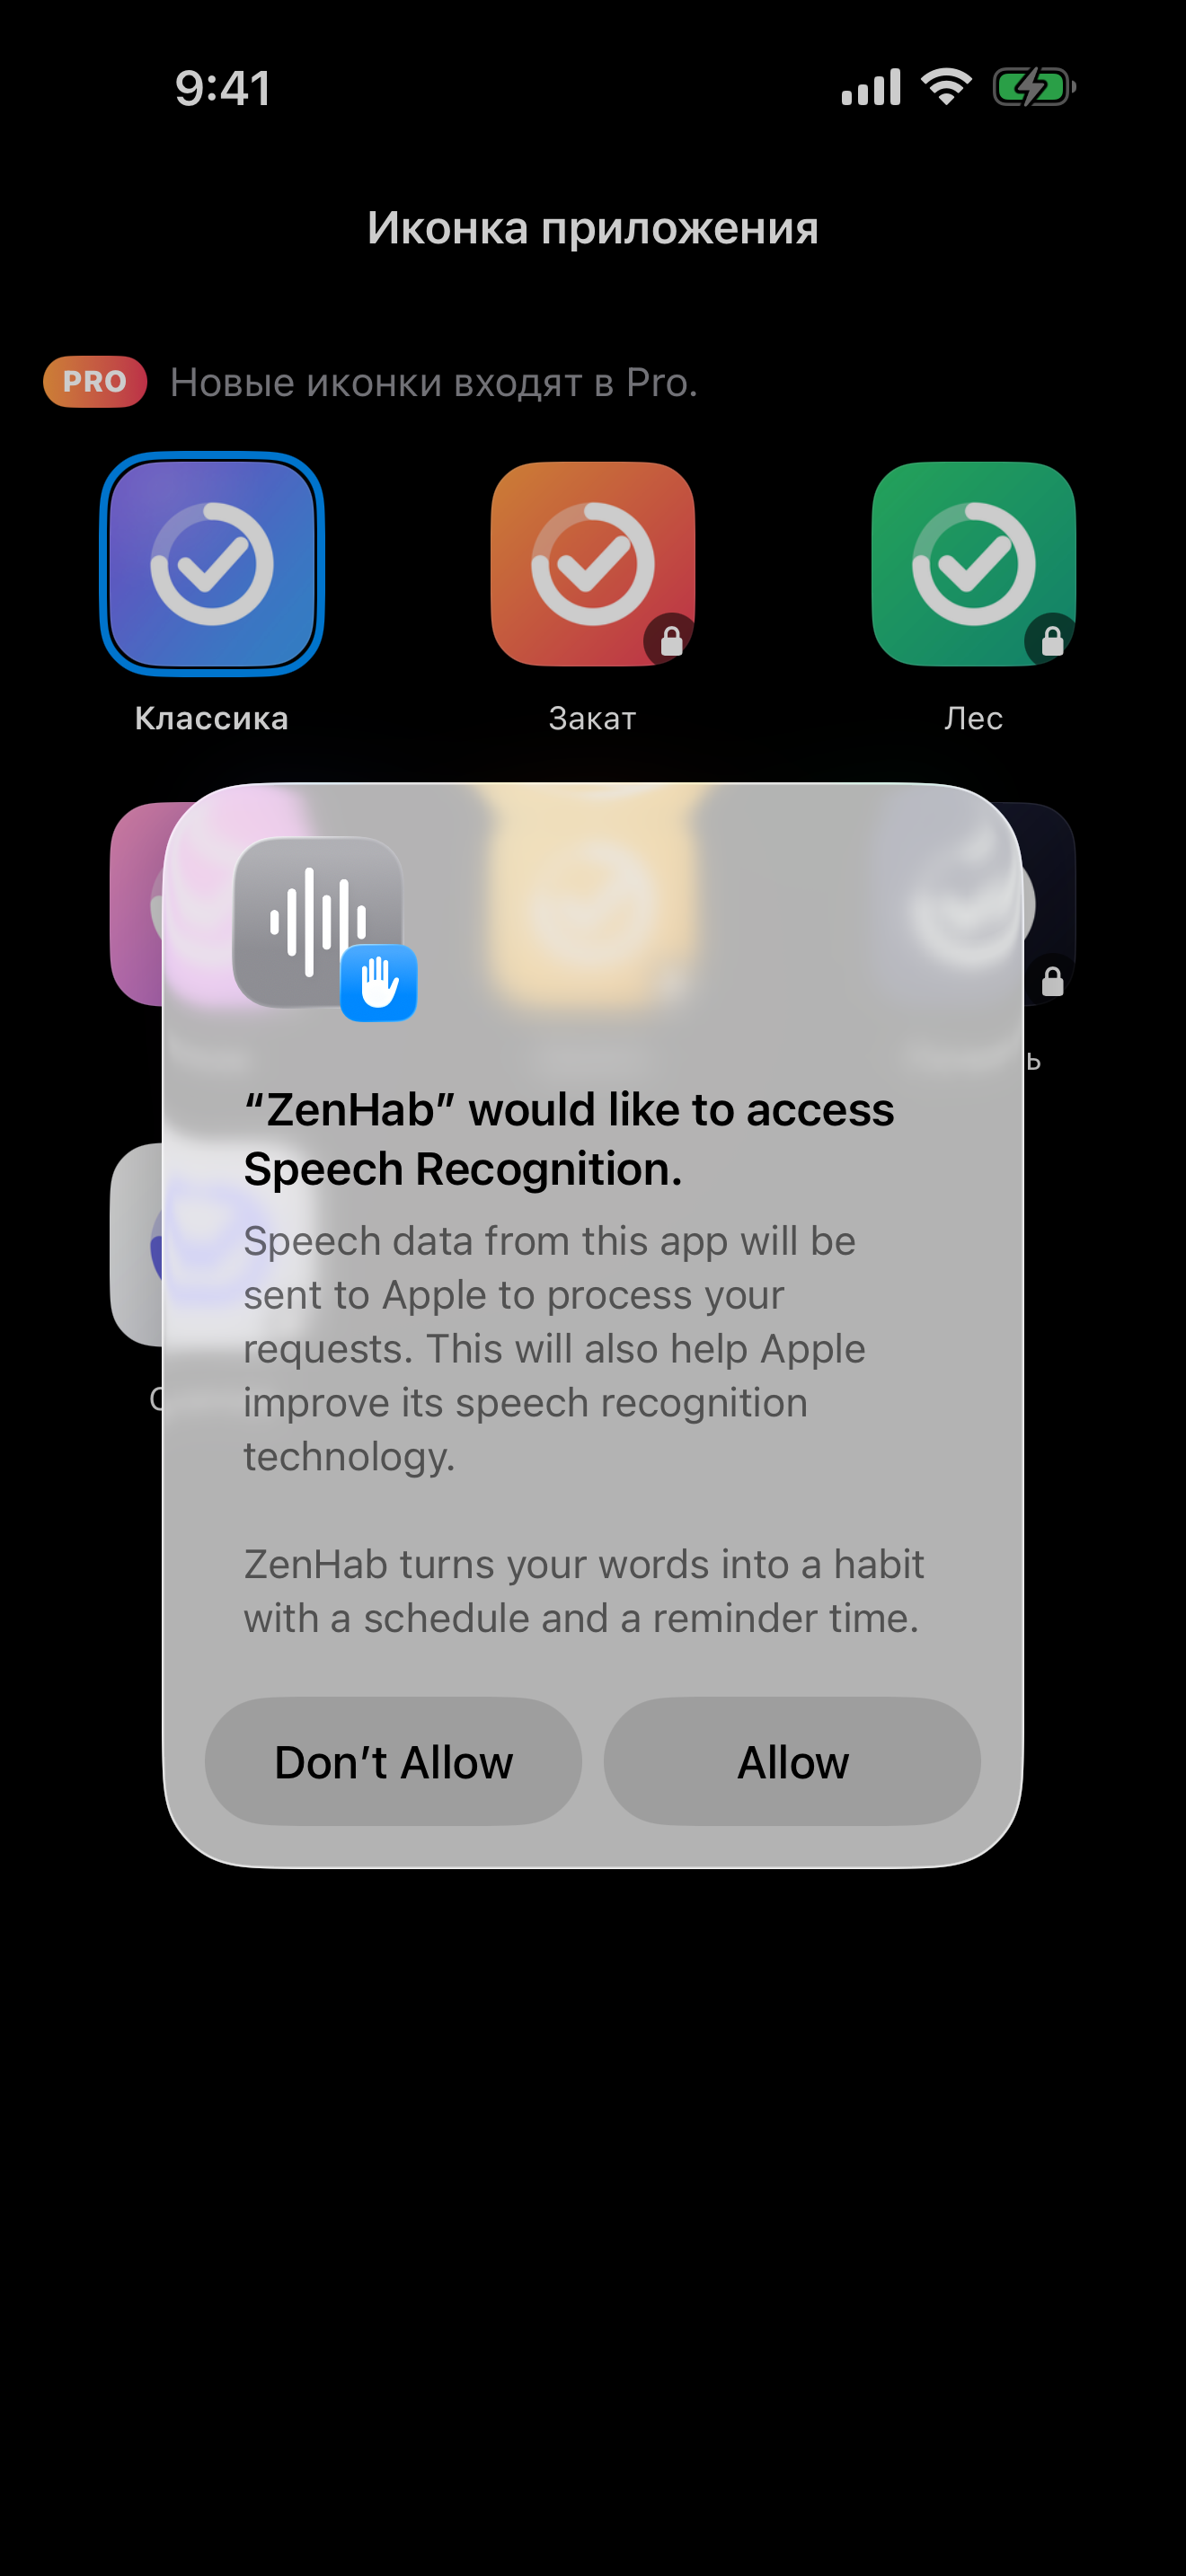 9:41
Иконка приложения
PRO Новые иконки входят в Pro.
Классика
Закат
Лес
“ZenHab” would like to access
Speech Recognition.
Speech data from this app will be
sent to Apple to process your
requests. This will also help Apple
improve its speech recognition
technology.
ZenHab turns your words into a habit
with a schedule and a reminder time.
Don’t Allow
Allow